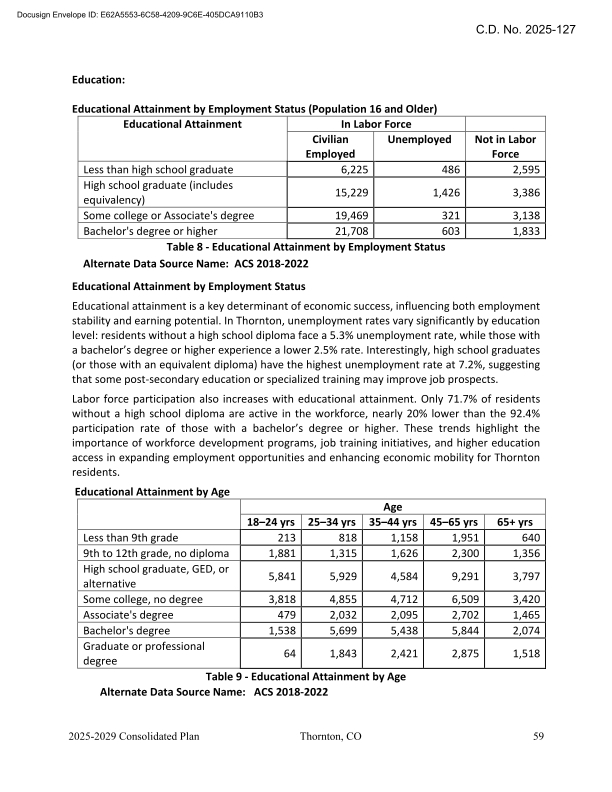 Docusign Envelope ID: E62A5553-6C58-4209-9C6E-405DCA9110B3
C.D. No. 2025-127
Education:
Educational Attainment by Employment Status (Population 16 and Older)
Educational Attainment In Labor Force
Civilian Employed Unemployed Not in Labor Force
Less than high school graduate 6,225 486 2,595
High school graduate (includes equivalency) 15,229 1,426 3,386
Some college or Associate's degree 19,469 321 3,138
Bachelor's degree or higher 21,708 603 1,833
Table 8 - Educational Attainment by Employment Status
Alternate Data Source Name: ACS 2018-2022
Educational Attainment by Employment Status
Educational attainment is a key determinant of economic success, influencing both employment
stability and earning potential. In Thornton, unemployment rates vary significantly by education
level: residents without a high school diploma face a 5.3% unemployment rate, while those with
a bachelor’s degree or higher experience a lower 2.5% rate. Interestingly, high school graduates
(or those with an equivalent diploma) have the highest unemployment rate at 7.2%, suggesting
that some post-secondary education or specialized training may improve job prospects.
Labor force participation also increases with educational attainment. Only 71.7% of residents
without a high school diploma are active in the workforce, nearly 20% lower than the 92.4%
participation rate of those with a bachelor’s degree or higher. These trends highlight the
importance of workforce development programs, job training initiatives, and higher education
access in expanding employment opportunities and enhancing economic mobility for Thornton
residents.
Educational Attainment by Age
Age
18–24 yrs 25–34 yrs 35–44 yrs 45–65 yrs 65+ yrs
Less than 9th grade 213 818 1,158 1,951 640
9th to 12th grade, no diploma 1,881 1,315 1,626 2,300 1,356
High school graduate, GED, or alternative 5,841 5,929 4,584 9,291 3,797
Some college, no degree 3,818 4,855 4,712 6,509 3,420
Associate's degree 479 2,032 2,095 2,702 1,465
Bachelor's degree 1,538 5,699 5,438 5,844 2,074
Graduate or professional degree 64 1,843 2,421 2,875 1,518
Table 9 - Educational Attainment by Age
Alternate Data Source Name: ACS 2018-2022
2025-2029 Consolidated Plan Thornton, CO 59